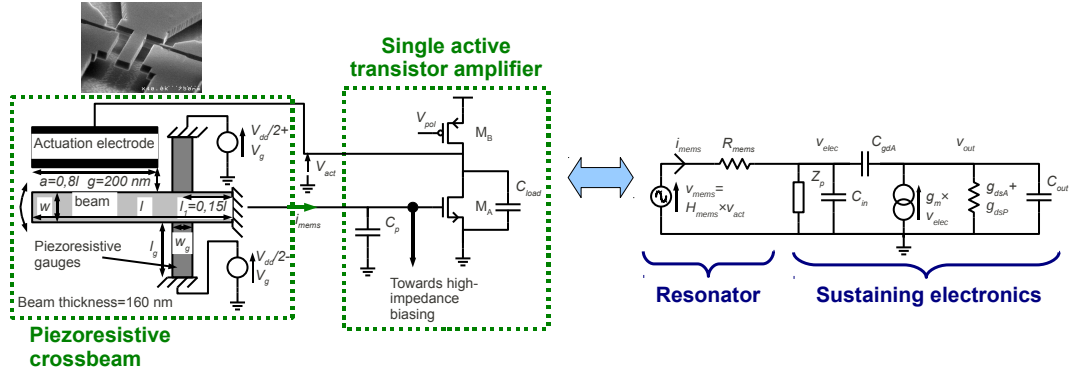 X60.0K 750nm
Single active
transistor amplifier
Actuation electrode
V_dd/2+
V_g
V_act
V_pol
M_B
a=0,8l g=200 nm
beam
w
l
l_1=0,15l
i_mems
C_p
M_A
C_load
l_g
w_g
Piezoresistive
gauges
V_dd/2-
V_g
Beam thickness=160 nm
Towards high-
impedance
biasing
Piezoresistive
crossbeam
i_mems
R_mems
v_elec
C_gdA
v_out
v_mems=
H_mems×v_act
Z_p
C_in
g_m×
v_elec
g_dsA+
g_dsP
C_out
Resonator
Sustaining electronics